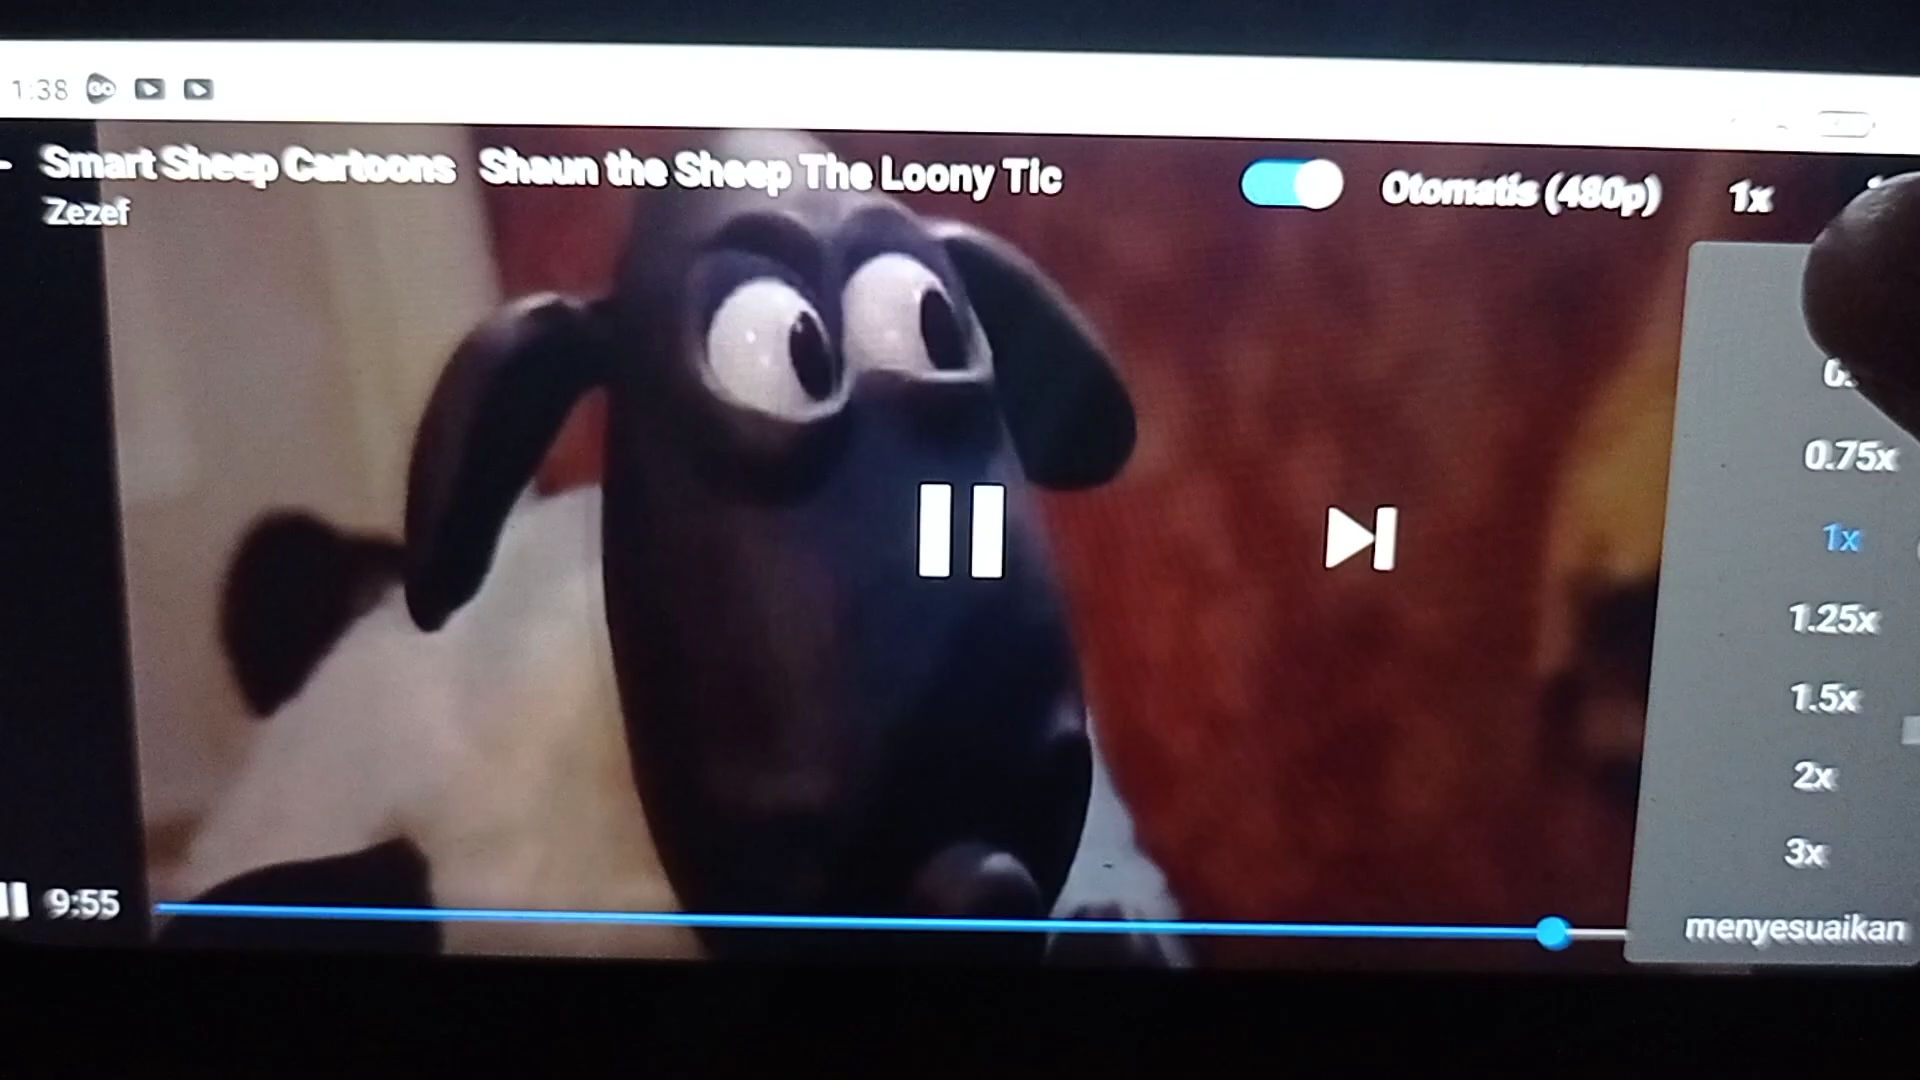 1:38 GO
Smart Sheep Cartoons Shaun the Sheep The Loony Tic
Otomatis (480p) 1x
Zezef
0.75x
1x
1.25x
1.5x
2x
3x
9:55
menyesuaikan